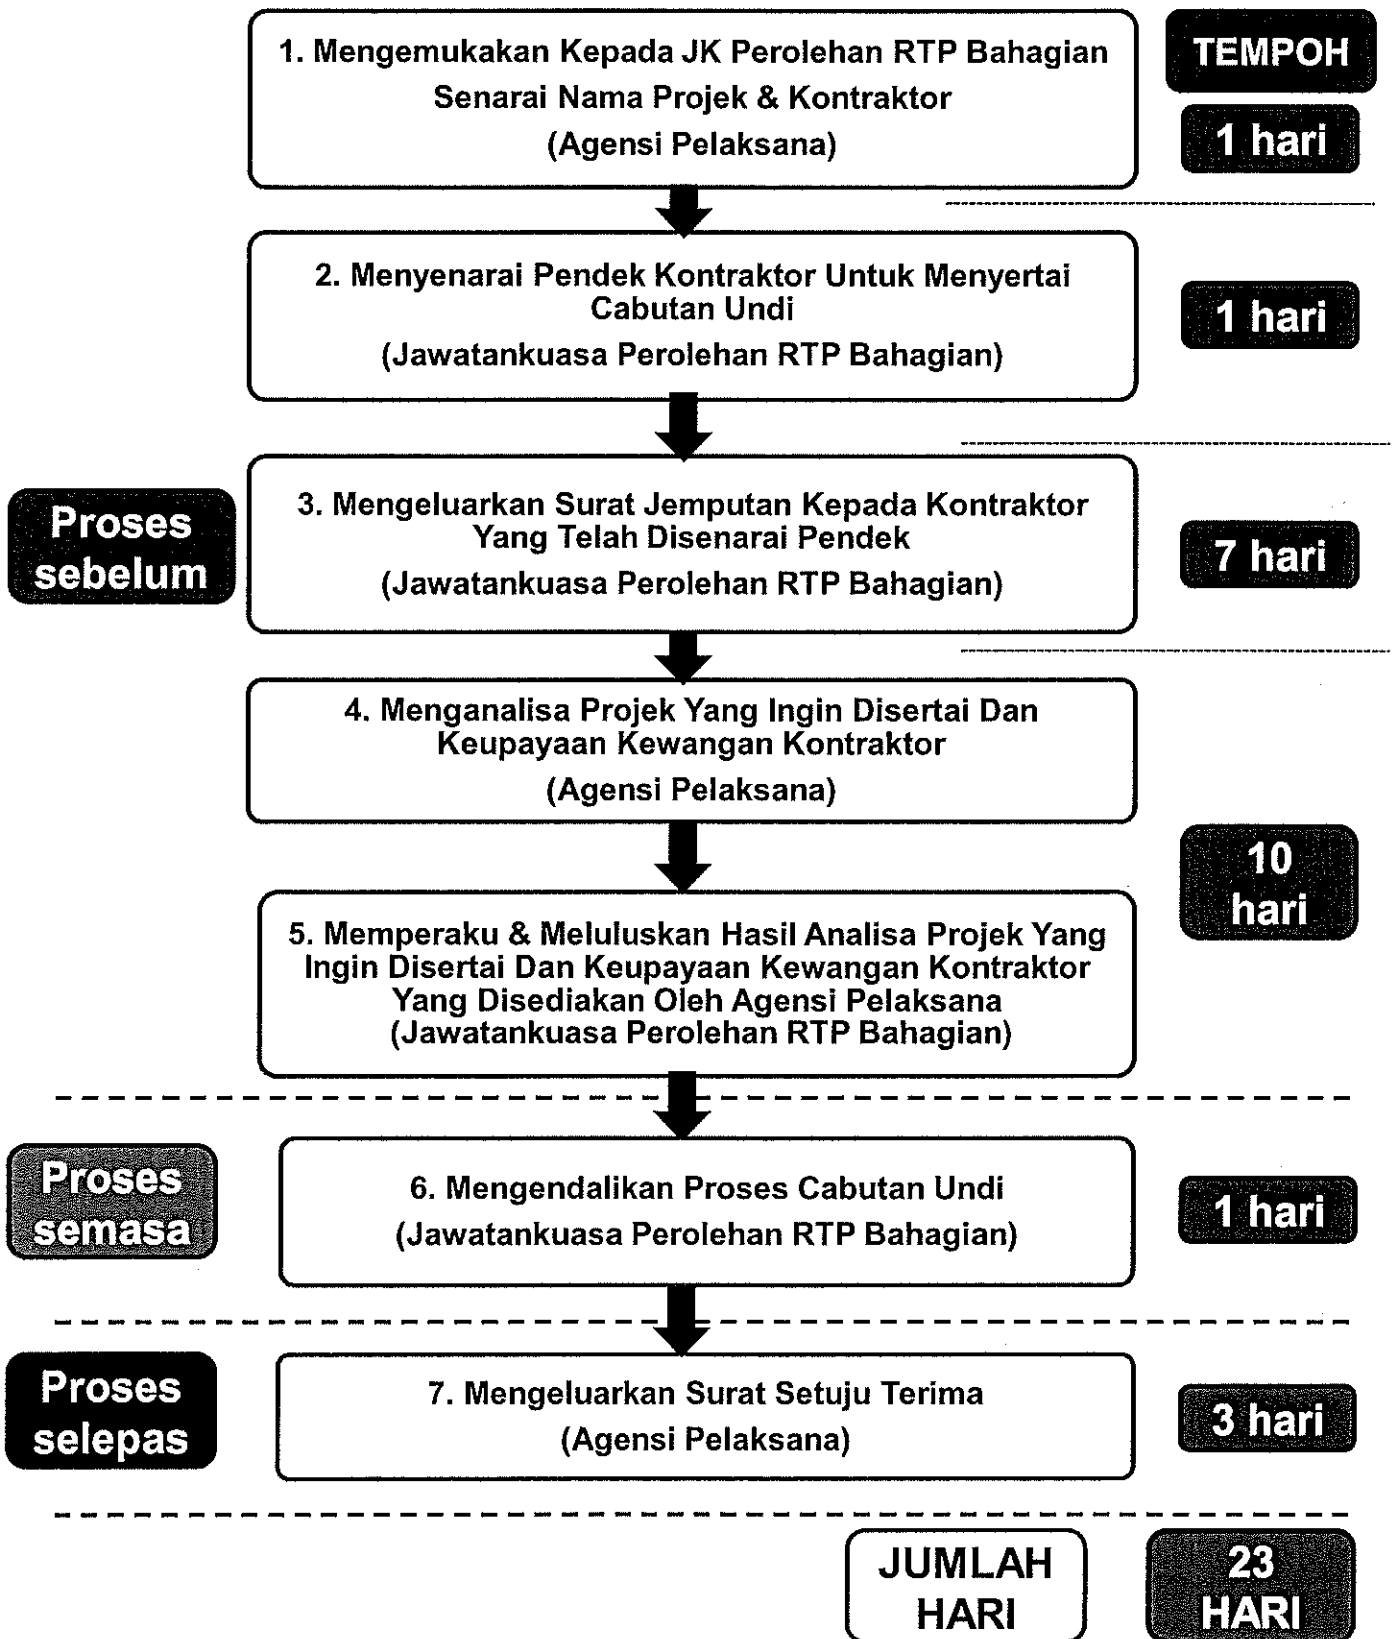 1. Mengemukakan Kepada JK Perolehan RTP Bahagian
Senarai Nama Projek & Kontraktor
(Agensi Pelaksana)
TEMPOH
1 hari
2. Menyenarai Pendek Kontraktor Untuk Menyertai
Cabutan Undi
(Jawatankuasa Perolehan RTP Bahagian)
1 hari
Proses
sebelum
3. Mengeluarkan Surat Jemputan Kepada Kontraktor
Yang Telah Disenarai Pendek
(Jawatankuasa Perolehan RTP Bahagian)
7 hari
4. Menganalisa Projek Yang Ingin Disertai Dan
Keupayaan Kewangan Kontraktor
(Agensi Pelaksana)
10
hari
5. Memperaku & Meluluskan Hasil Analisa Projek Yang
Ingin Disertai Dan Keupayaan Kewangan Kontraktor
Yang Disediakan Oleh Agensi Pelaksana
(Jawatankuasa Perolehan RTP Bahagian)
Proses
semasa
6. Mengendalikan Proses Cabutan Undi
(Jawatankuasa Perolehan RTP Bahagian)
1 hari
Proses
selepas
7. Mengeluarkan Surat Setuju Terima
(Agensi Pelaksana)
3 hari
JUMLAH
HARI
23
HARI